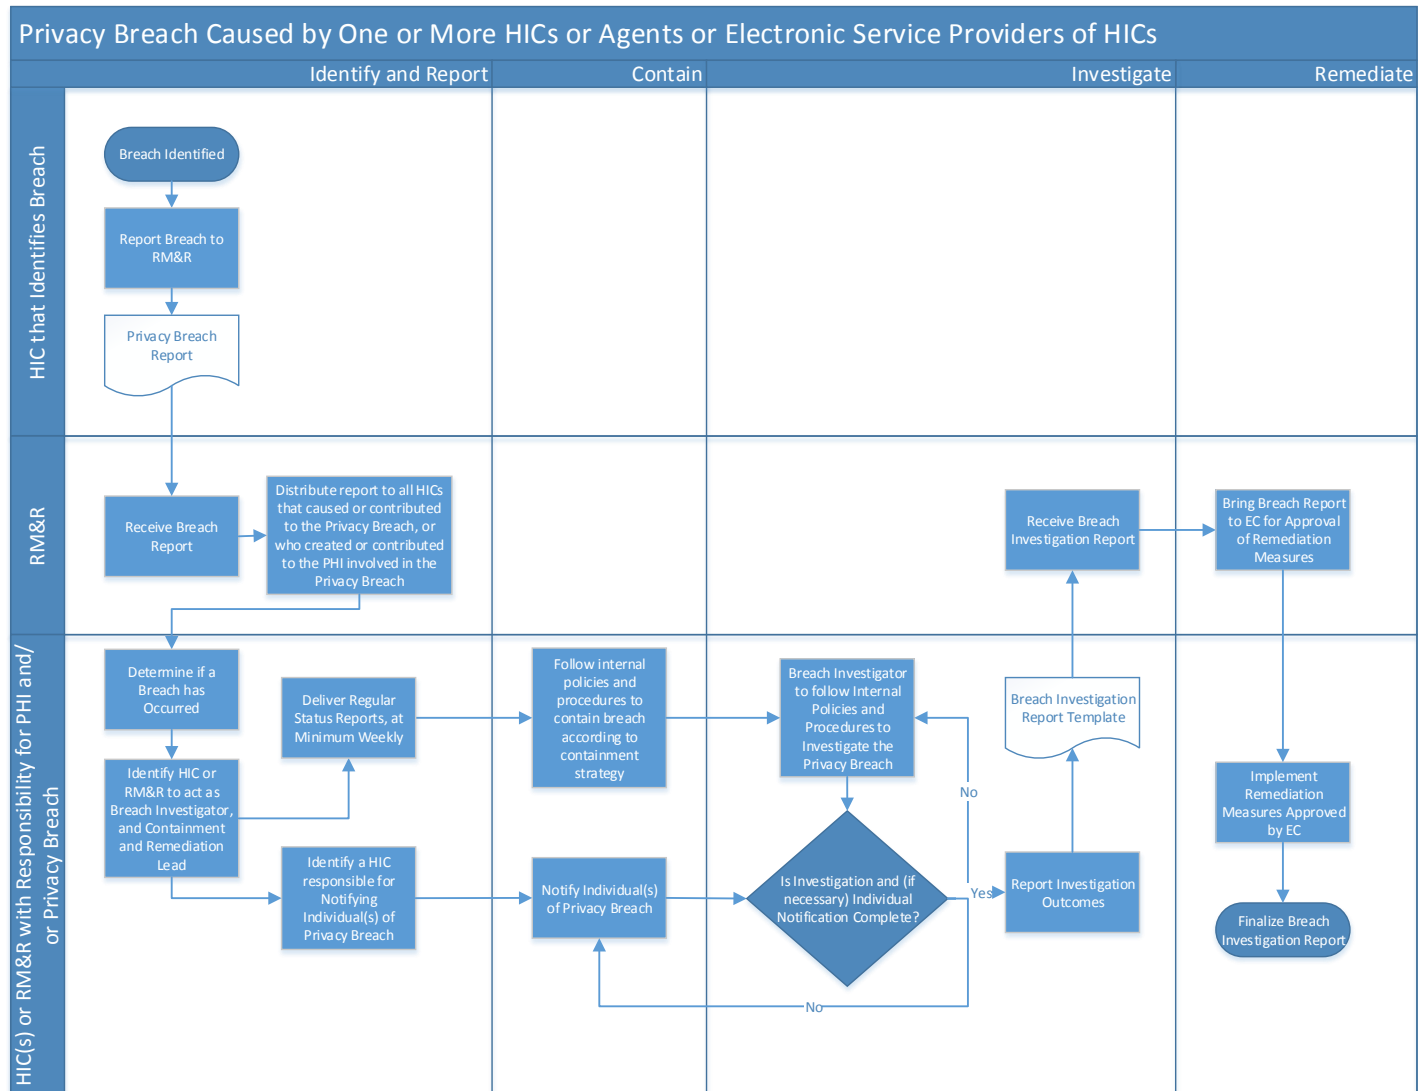 Privacy Breach Caused by One or More HICs or Agents or Electronic Service Providers of HICs
Identify and Report
Contain
Investigate
Remediate
HIC that Identifies Breach
Breach Identified
Report Breach to
RM&R
Privacy Breach
Report
RM&R
Receive Breach
Report
Distribute report to all HICs
that caused or contributed
to the Privacy Breach, or
who created or contributed
to the PHI involved in the
Privacy Breach
Receive Breach
Investigation Report
Bring Breach Report
to EC for Approval
of Remediation
Measures
HIC(s) or RM&R with Responsibility for PHI and/
or Privacy Breach
Determine if a
Breach has
Occurred
Identify HIC or
RM&R to act as
Breach Investigator,
and Containment
and Remediation
Lead
Deliver Regular
Status Reports, at
Minimum Weekly
Identify a HIC
responsible for
Notifying
Individual(s) of
Privacy Breach
Follow internal
policies and
procedures to
contain breach
according to
containment
strategy
Notify Individual(s)
of Privacy Breach
Breach Investigator
to follow Internal
Policies and
Procedures to
Investigate the
Privacy Breach
Is Investigation and (if
necessary) Individual
Notification Complete?
No
No
Yes
Breach Investigation
Report Template
Report Investigation
Outcomes
Implement
Remediation
Measures Approved
by EC
Finalize Breach
Investigation Report